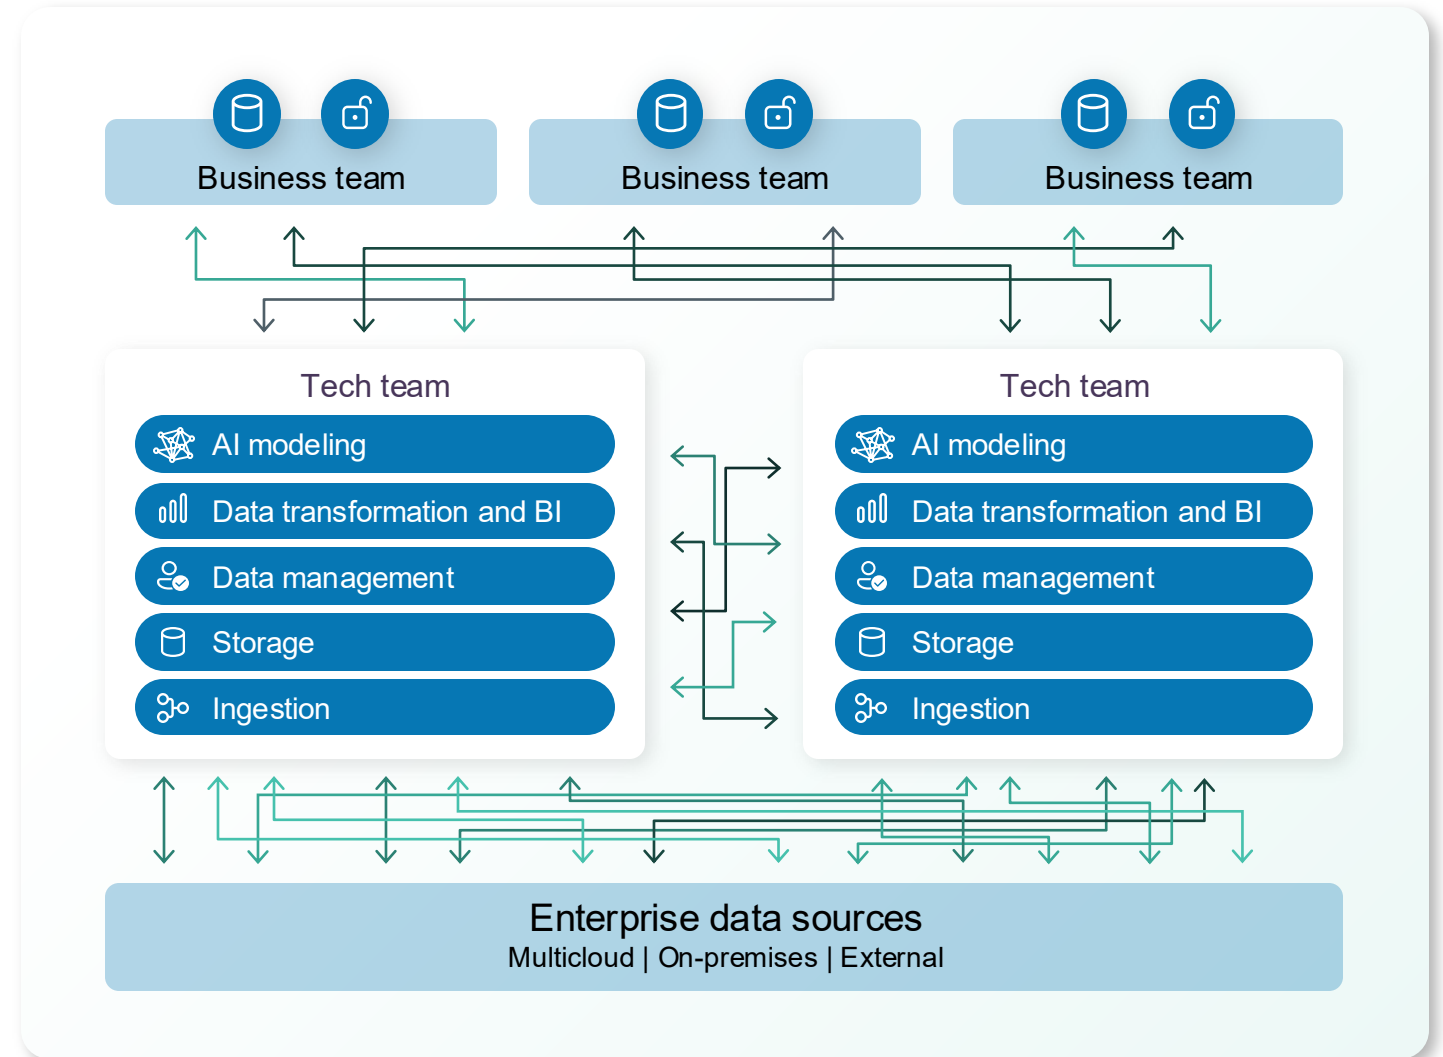 Business team
Business team
Business team
Tech team
AI modeling
Data transformation and BI
Data management
Storage
Ingestion
Tech team
AI modeling
Data transformation and BI
Data management
Storage
Ingestion
Enterprise data sources
Multicloud | On-premises | External